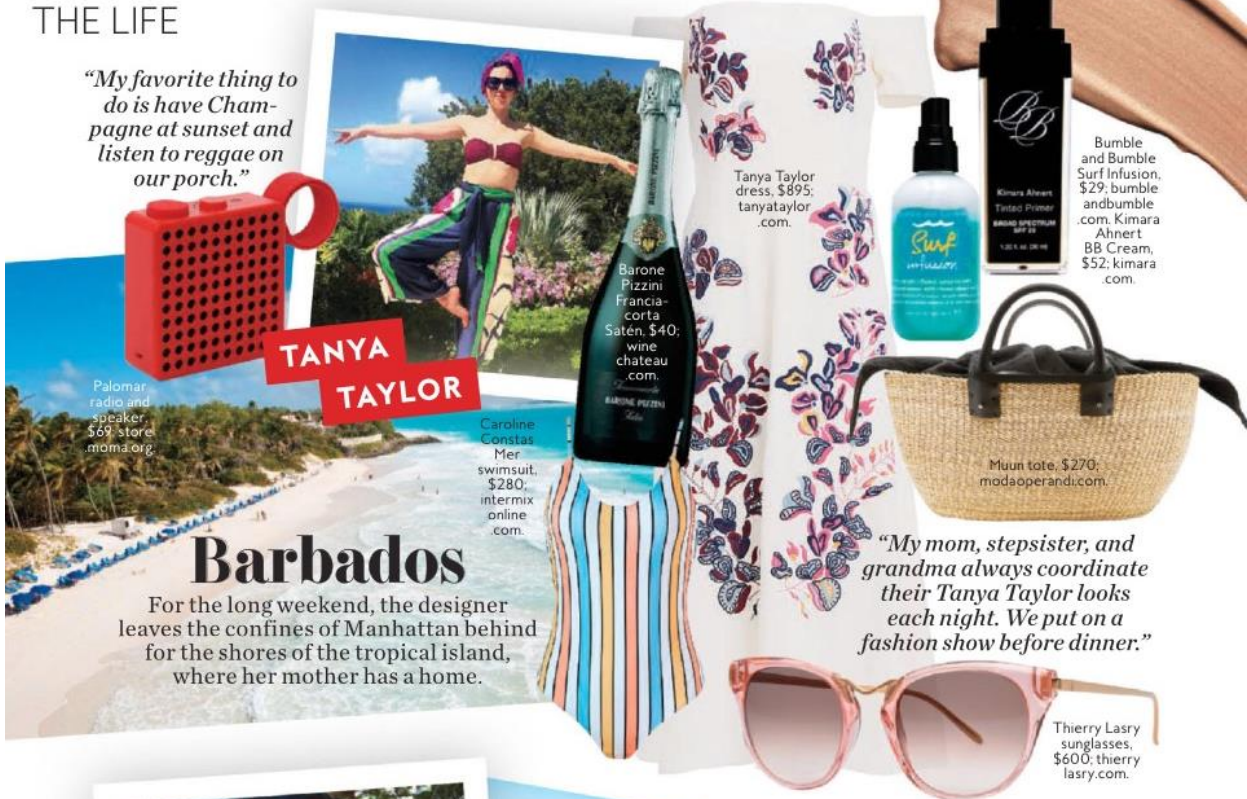 THE LIFE
“My favorite thing to
do is have Cham-
pagne at sunset and
listen to reggae on
our porch.”
TANYA
TAYLOR
Palomar
radio and
speaker,
$69, store
.moma.org.
Barone
Pizzini
Francia-
corta
Satén, $40;
wine
chateau
.com.
BARONE PIZZINI
Satén
BARONE PIZZINI
Tanya Taylor
dress, $895;
tanyataylor
.com.
Surf
infusion
BB
Kimara Ahnert
Tinted Primer
BROAD SPECTRUM
Bumble
and Bumble
Surf Infusion,
$29; bumble
andbumble
.com. Kimara
Ahnert
BB Cream,
$52; kimara
.com.
Caroline
Constas
Mer
swimsuit,
$280;
intermix
online
.com.
Muun tote, $270;
modaoperandi.com.
Barbados
For the long weekend, the designer
leaves the confines of Manhattan behind
for the shores of the tropical island,
where her mother has a home.
“My mom, stepsister, and
grandma always coordinate
their Tanya Taylor looks
each night. We put on a
fashion show before dinner.”
Thierry Lasry
sunglasses,
$600; thierry
lasry.com.